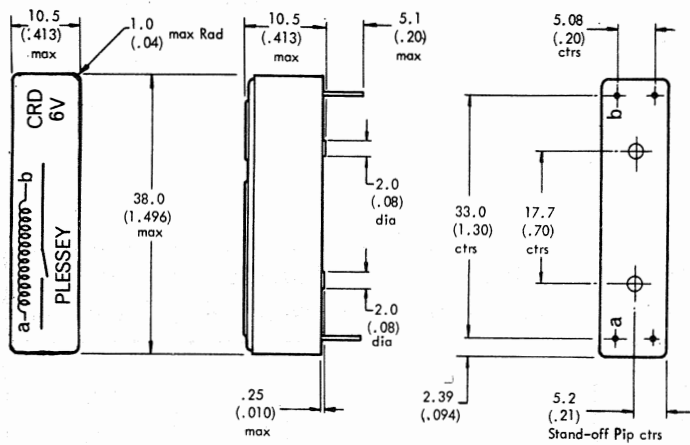 10.5
(.413)
max
1.0
(.04)
max Rad
10.5
(.413)
max
5.1
(.20)
max
5.08
(.20)
ctrs
CRD
6V
a
b
PLESSEY
38.0
(1.496)
max
2.0
(.08)
dia
2.0
(.08)
dia
.25
(.010)
max
b
a
33.0
(1.30)
ctrs
17.7
(.70)
ctrs
2.39
(.094)
5.2
(.21)
Stand-off Pip ctrs